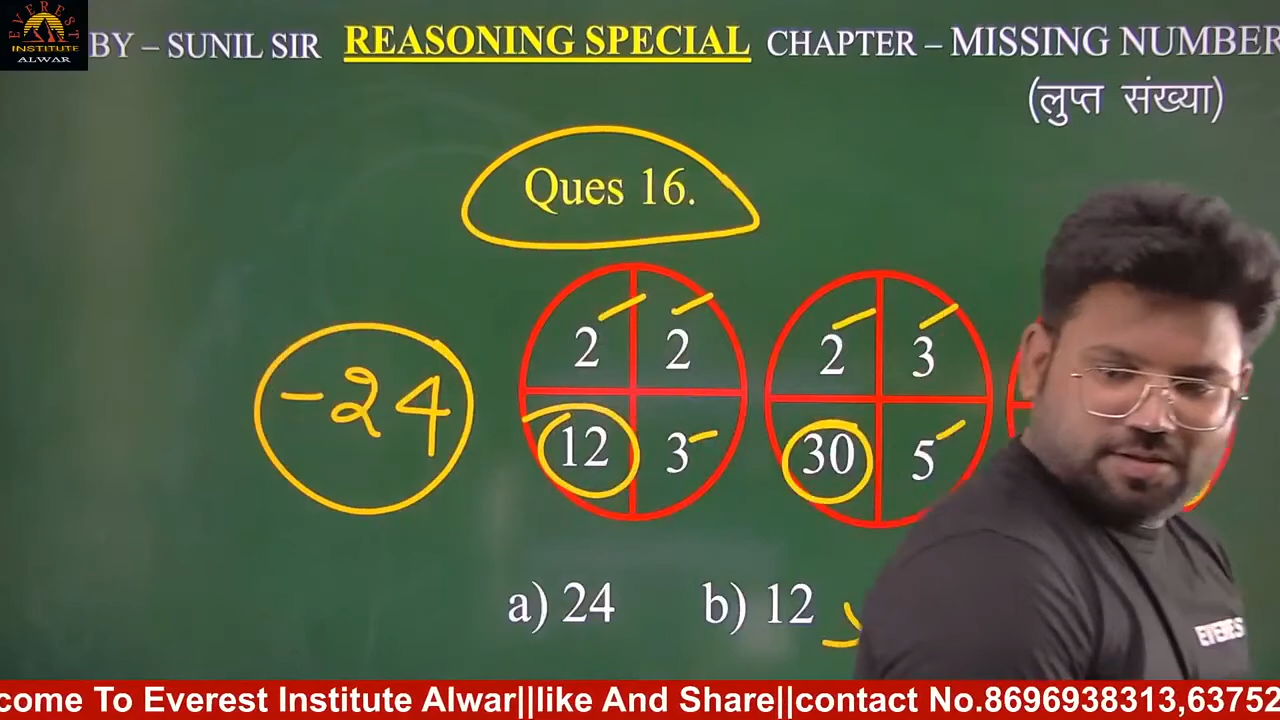 EVEREST
INSTITUTE
ALWAR
BY – SUNIL SIR REASONING SPECIAL CHAPTER – MISSING NUMBER
(लुप्त संख्या)
Ques 16.
-24
2 2 2 3
12 3 30 5
a) 24 b) 12
come To Everest Institute Alwar||like And Share||contact No.8696938313,63752